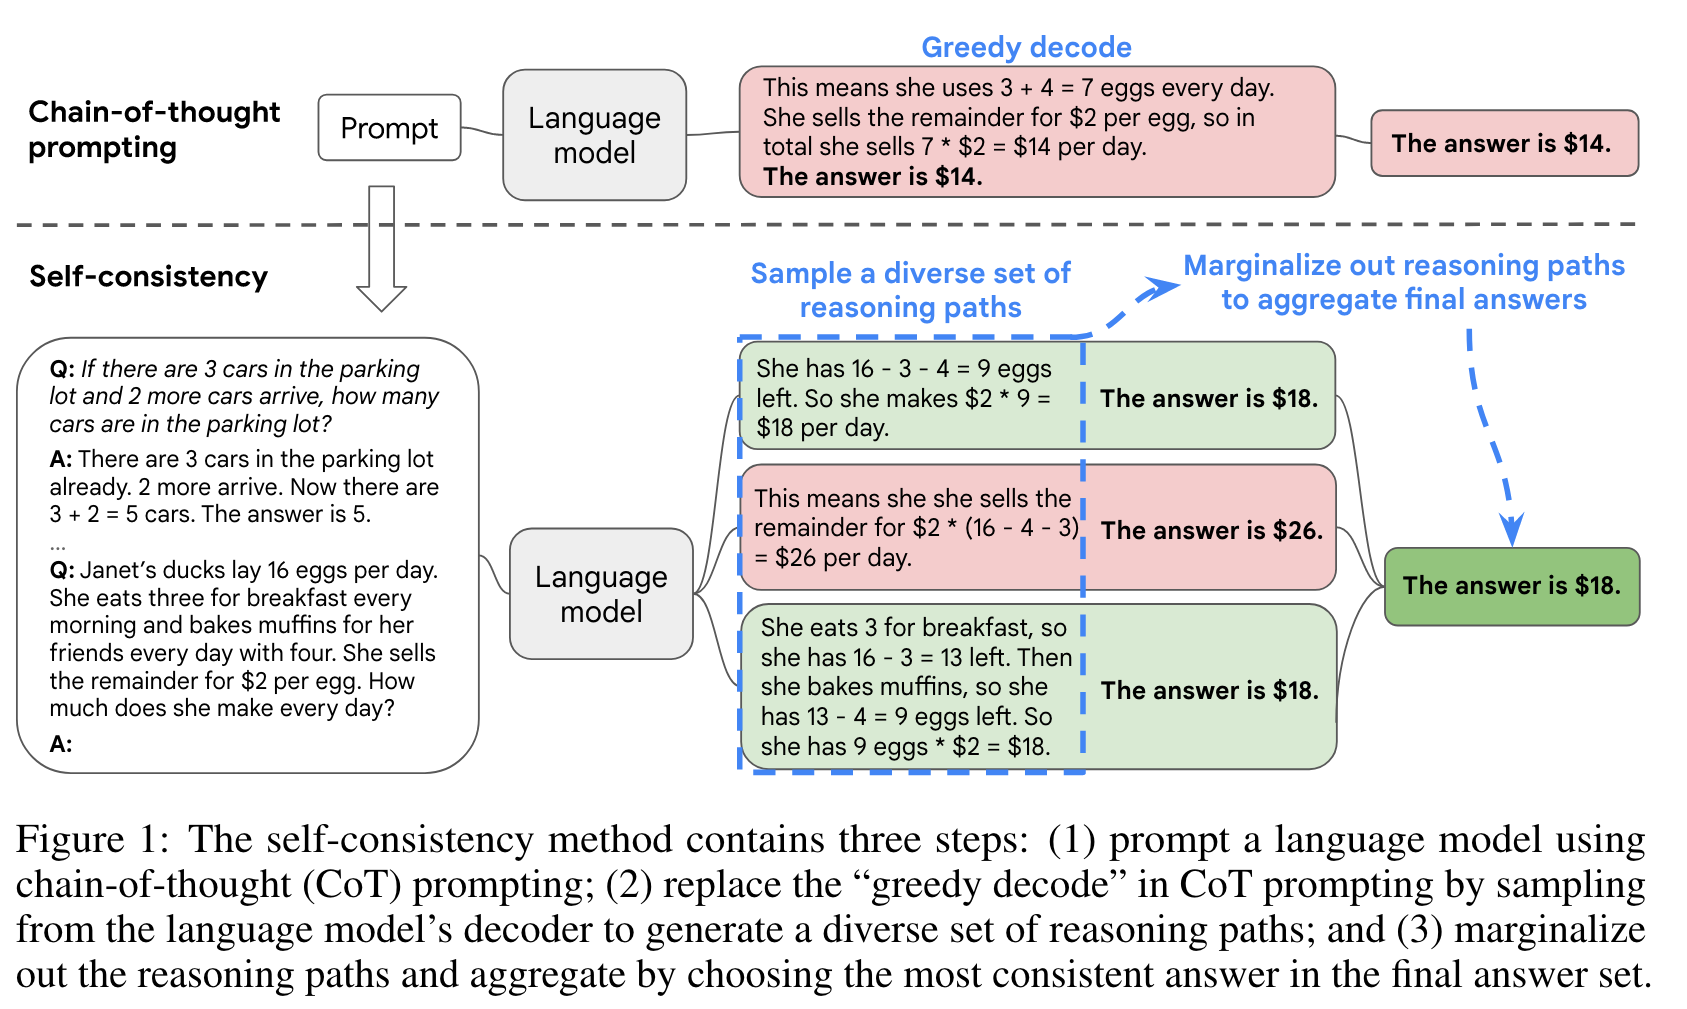 Greedy decode
Chain-of-thought
prompting
Prompt
Language
model
This means she uses 3 + 4 = 7 eggs every day.
She sells the remainder for $2 per egg, so in
total she sells 7 * $2 = $14 per day.
The answer is $14.
The answer is $14.
Self-consistency
Sample a diverse set of
reasoning paths
Marginalize out reasoning paths
to aggregate final answers
Q: If there are 3 cars in the parking
lot and 2 more cars arrive, how many
cars are in the parking lot?
A: There are 3 cars in the parking lot
already. 2 more arrive. Now there are
3 + 2 = 5 cars. The answer is 5.
...
Q: Janet’s ducks lay 16 eggs per day.
She eats three for breakfast every
morning and bakes muffins for her
friends every day with four. She sells
the remainder for $2 per egg. How
much does she make every day?
A:
Language
model
She has 16 - 3 - 4 = 9 eggs
left. So she makes $2 * 9 =
$18 per day.
The answer is $18.
This means she she sells the
remainder for $2 * (16 - 4 - 3)
= $26 per day.
The answer is $26.
She eats 3 for breakfast, so
she has 16 - 3 = 13 left. Then
she bakes muffins, so she
has 13 - 4 = 9 eggs left. So
she has 9 eggs * $2 = $18.
The answer is $18.
The answer is $18.
Figure 1: The self-consistency method contains three steps: (1) prompt a language model using
chain-of-thought (CoT) prompting; (2) replace the “greedy decode” in CoT prompting by sampling
from the language model’s decoder to generate a diverse set of reasoning paths; and (3) marginalize
out the reasoning paths and aggregate by choosing the most consistent answer in the final answer set.